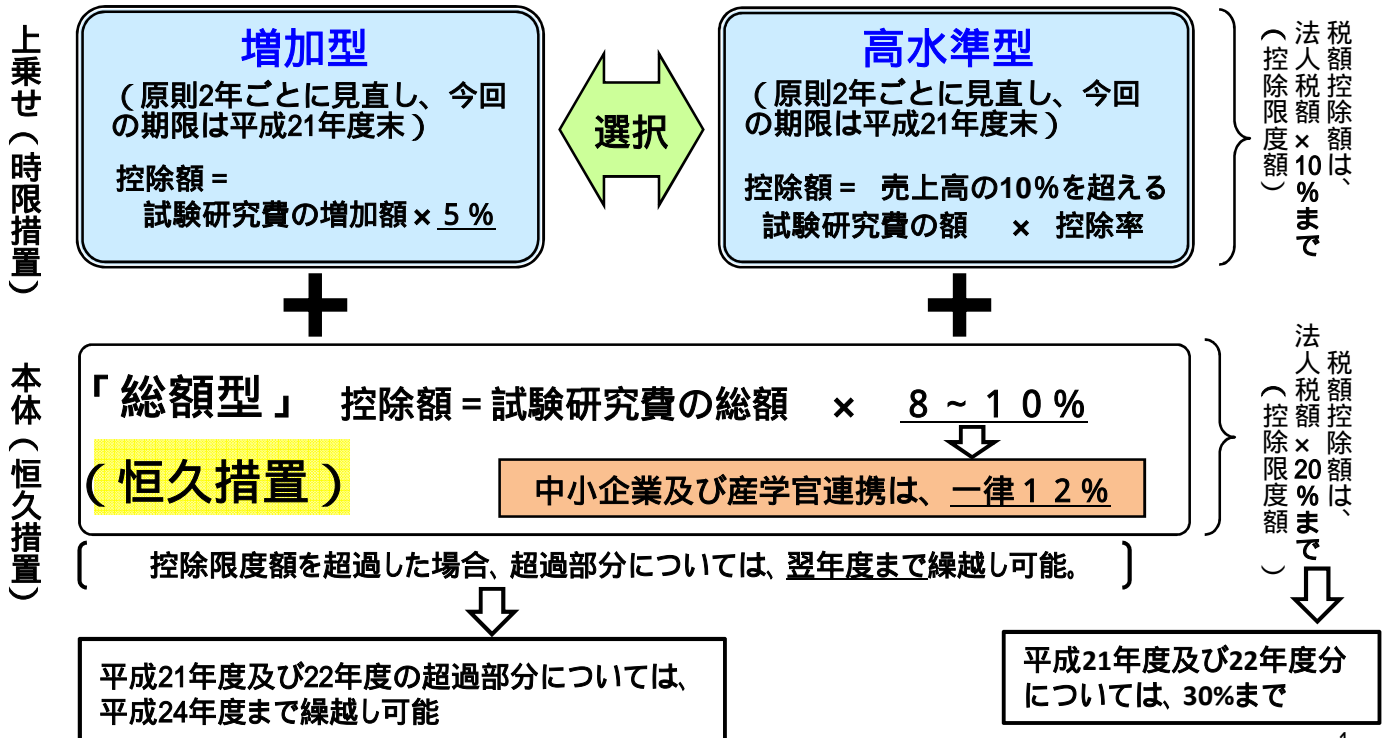 上乗せ(時限措置)
増加型
(原則2年ごとに見直し、今回
の期限は平成21年度末)
控除額=
試験研究費の増加額×5%
選択
高水準型
(原則2年ごとに見直し、今回
の期限は平成21年度末)
控除額= 売上高の10%を超える
試験研究費の額 × 控除率
税額控除額は、
法人税額×10%まで
(控除限度額)
+
+
本体(恒久措置)
「総額型」 控除額=試験研究費の総額 × 8~10%
(恒久措置)
中小企業及び産学官連携は、一律12%
税額控除額は、
法人税額×20%まで
(控除限度額)
控除限度額を超過した場合、超過部分については、翌年度まで繰越し可能。
平成21年度及び22年度の超過部分については、
平成24年度まで繰越し可能
平成21年度及び22年度分
については、30%まで